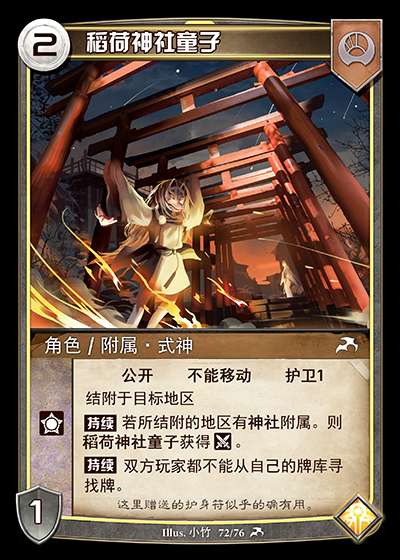 2 稻荷神社童子
角色 / 附属・式神
公开 不能移动 护卫1
结附于目标地区
持续 若所结附的地区有神社附属。则
稻荷神社童子获得 。
持续 双方玩家都不能从自己的牌库寻
找牌。
这里赠送的护身符似乎的确有用。
1
Illus. 小竹 72/76